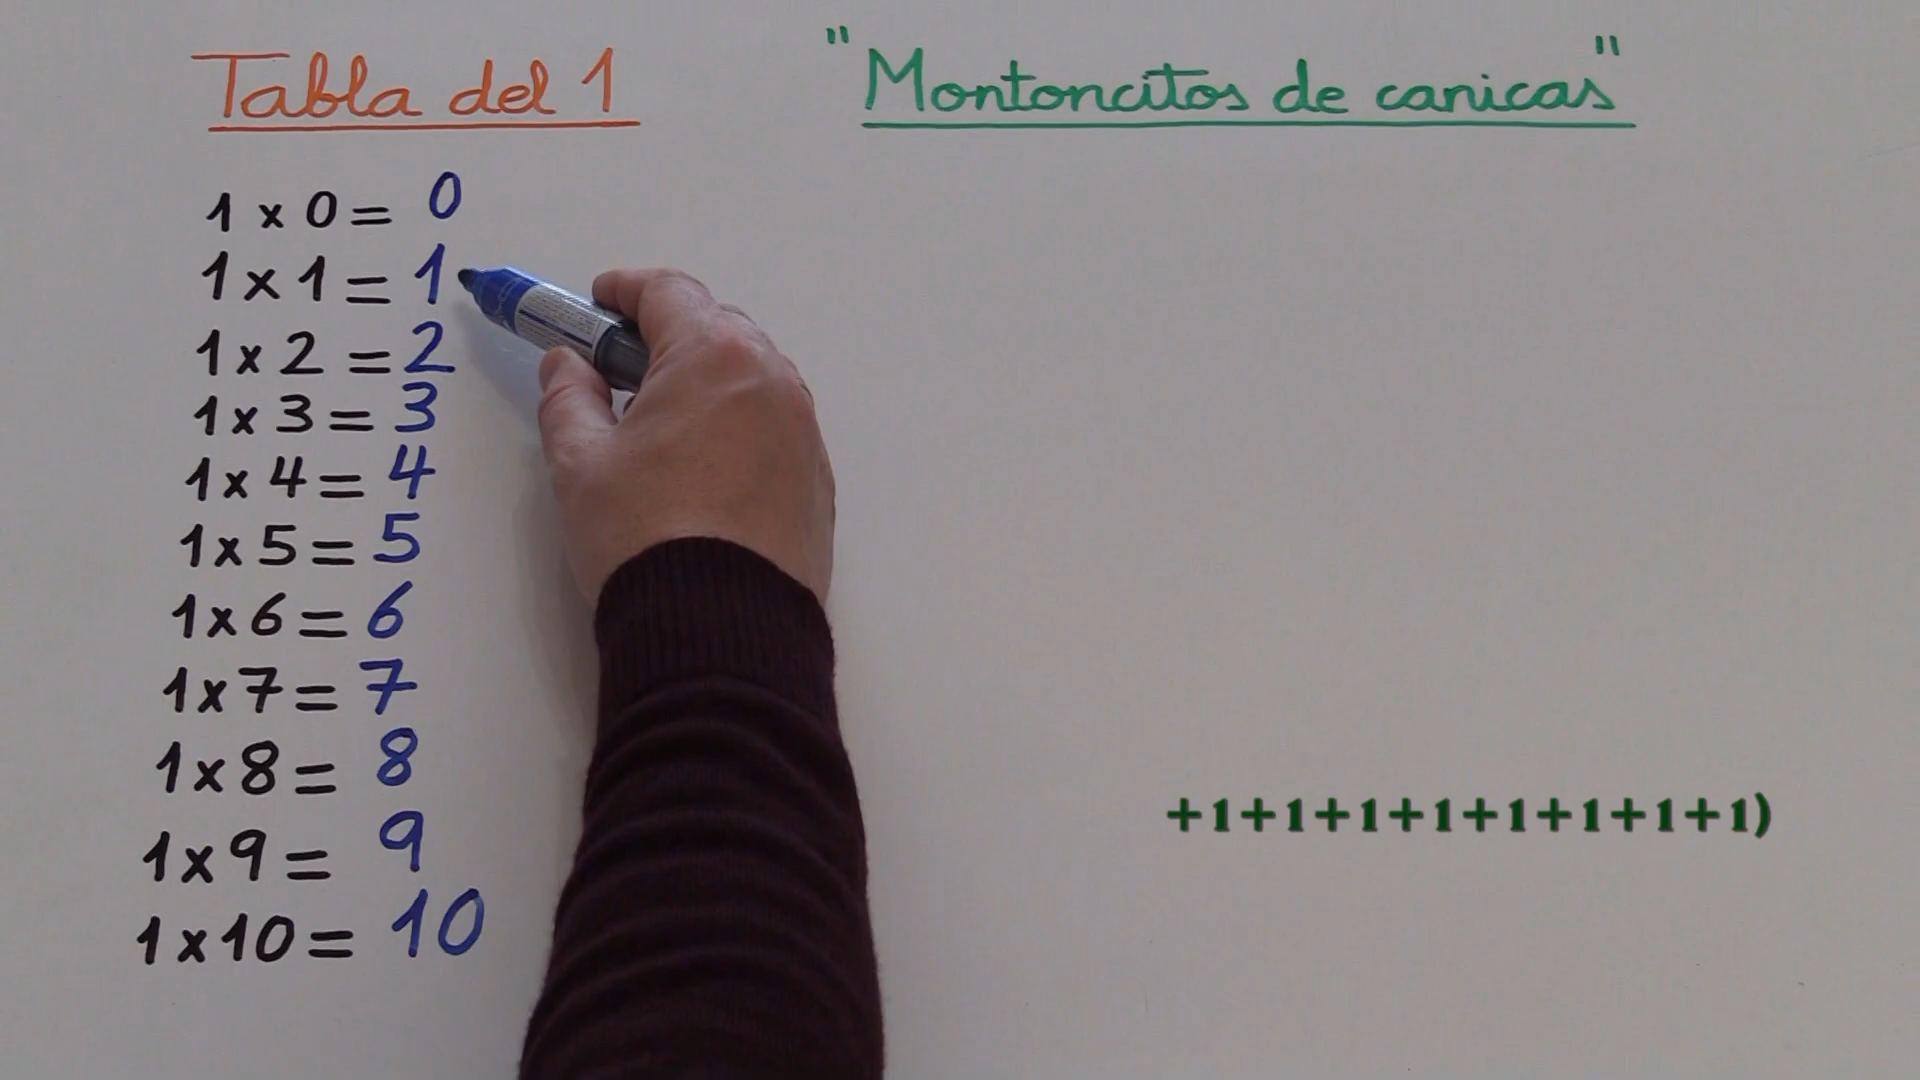 Tabla del 1
"Montoncitos de canicas"
1 x 0 = 0
1 x 1 = 1
1 x 2 = 2
1 x 3 = 3
1 x 4 = 4
1 x 5 = 5
1 x 6 = 6
1 x 7 = 7
1 x 8 = 8
1 x 9 = 9
1 x 10 = 10
+1+1+1+1+1+1+1+1)